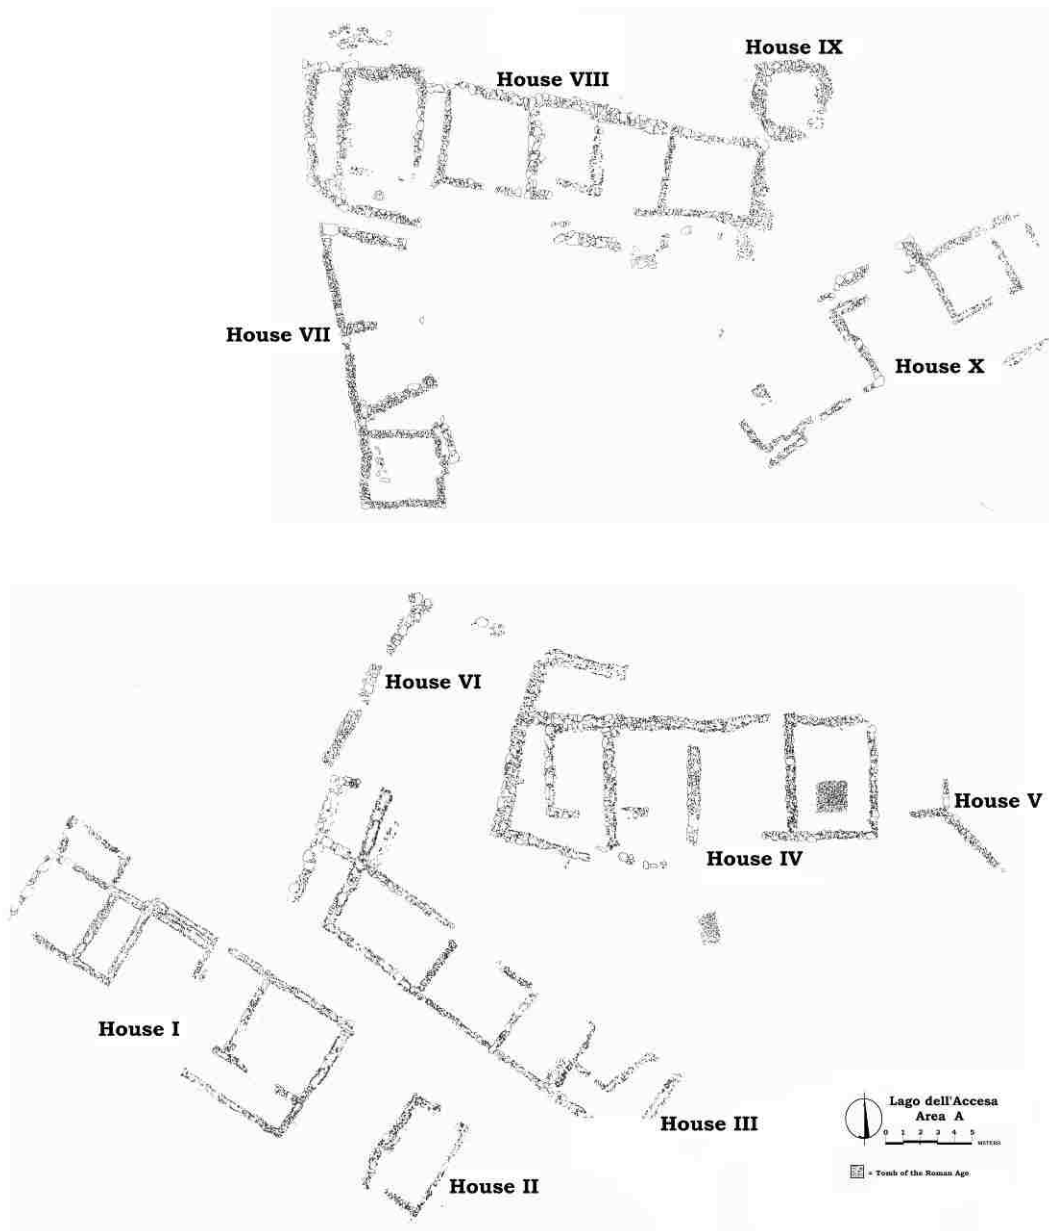 House IX
House VIII
House VII
House X
House VI
House V
House IV
House I
House III
House II
Lago dell'Accesa
Area A
0 1 2 3 4 5
METERS
= Tomb of the Roman Age